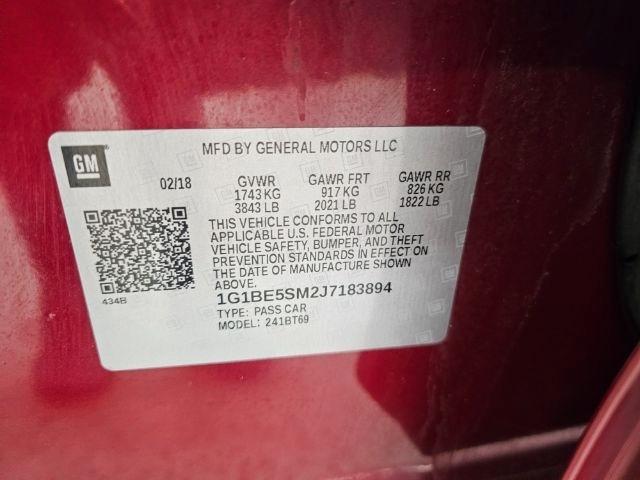 GM
MFD BY GENERAL MOTORS LLC
02/18 GVWR GAWR FRT GAWR RR
1743 KG 917 KG 826 KG
3843 LB 2021 LB 1822 LB
THIS VEHICLE CONFORMS TO ALL
APPLICABLE U.S. FEDERAL MOTOR
VEHICLE SAFETY, BUMPER, AND THEFT
PREVENTION STANDARDS IN EFFECT ON
THE DATE OF MANUFACTURE SHOWN
ABOVE.
434B
1G1BE5SM2J7183894
TYPE: PASS CAR
MODEL: 241BT69